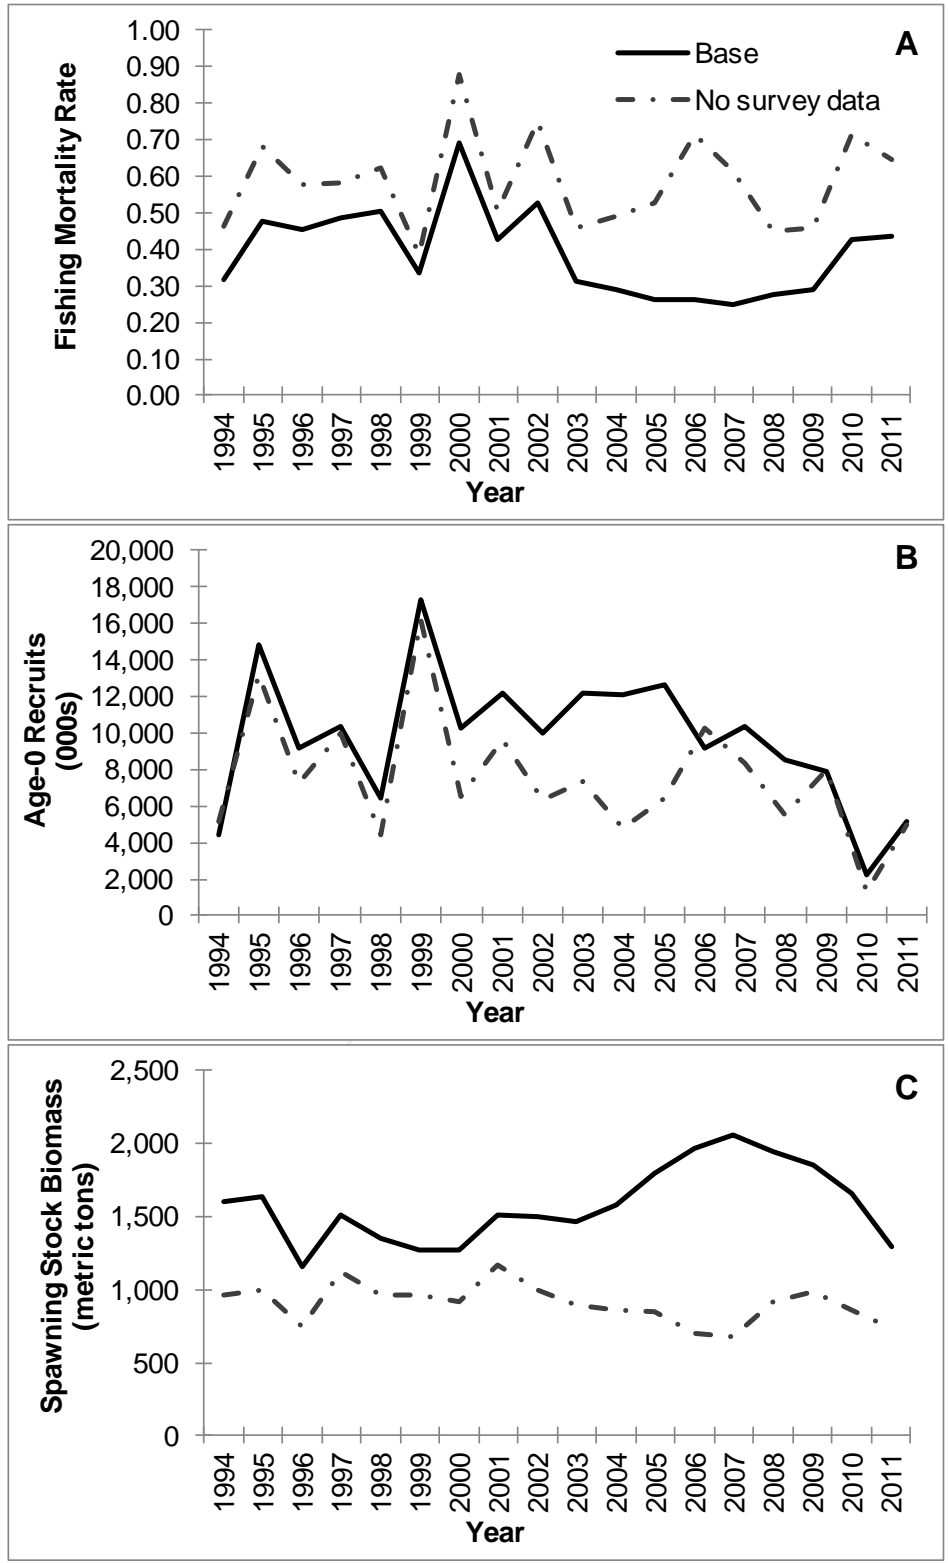 A
Base
No survey data
Fishing Mortality Rate
1.00
0.90
0.80
0.70
0.60
0.50
0.40
0.30
0.20
0.10
0.00
1994 1995 1996 1997 1998 1999 2000 2001 2002 2003 2004 2005 2006 2007 2008 2009 2010 2011
Year
B
Age-0 Recruits
(000s)
20,000
18,000
16,000
14,000
12,000
10,000
8,000
6,000
4,000
2,000
0
1994 1995 1996 1997 1998 1999 2000 2001 2002 2003 2004 2005 2006 2007 2008 2009 2010 2011
Year
C
Spawning Stock Biomass
(metric tons)
2,500
2,000
1,500
1,000
500
0
1994 1995 1996 1997 1998 1999 2000 2001 2002 2003 2004 2005 2006 2007 2008 2009 2010 2011
Year